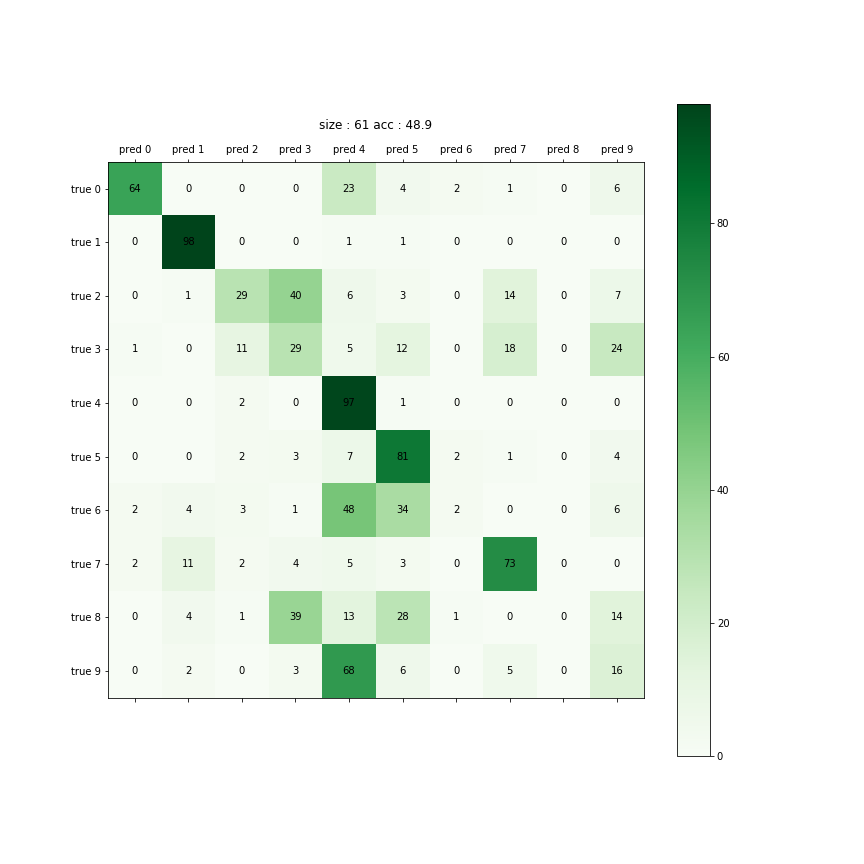 size : 61 acc : 48.9
pred 0 pred 1 pred 2 pred 3 pred 4 pred 5 pred 6 pred 7 pred 8 pred 9
true 0 64 0 0 0 23 4 2 1 0 6
true 1 0 98 0 0 1 1 0 0 0 0
true 2 0 1 29 40 6 3 0 14 0 7
true 3 1 0 11 29 5 12 0 18 0 24
true 4 0 0 2 0 97 1 0 0 0 0
true 5 0 0 2 3 7 81 2 1 0 4
true 6 2 4 3 1 48 34 2 0 0 6
true 7 2 11 2 4 5 3 0 73 0 0
true 8 0 4 1 39 13 28 1 0 0 14
true 9 0 2 0 3 68 6 0 5 0 16
80
60
40
20
0